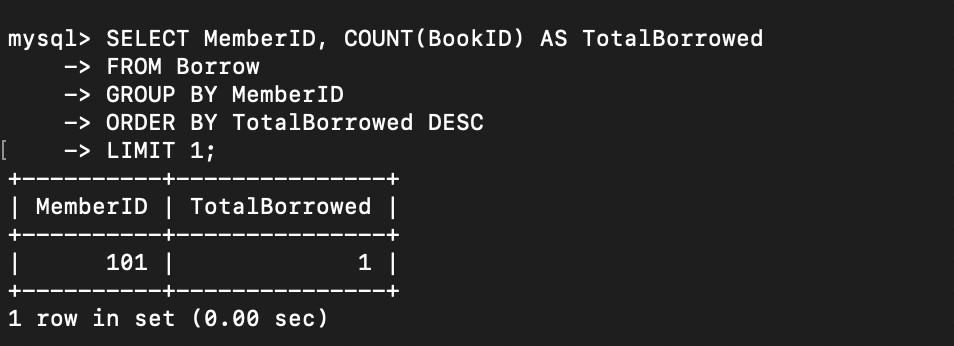 mysql> SELECT MemberID, COUNT(BookID) AS TotalBorrowed
    -> FROM Borrow
    -> GROUP BY MemberID
    -> ORDER BY TotalBorrowed DESC
[    -> LIMIT 1;
+----------+---------------+
| MemberID | TotalBorrowed |
+----------+---------------+
|      101 |             1 |
+----------+---------------+
1 row in set (0.00 sec)